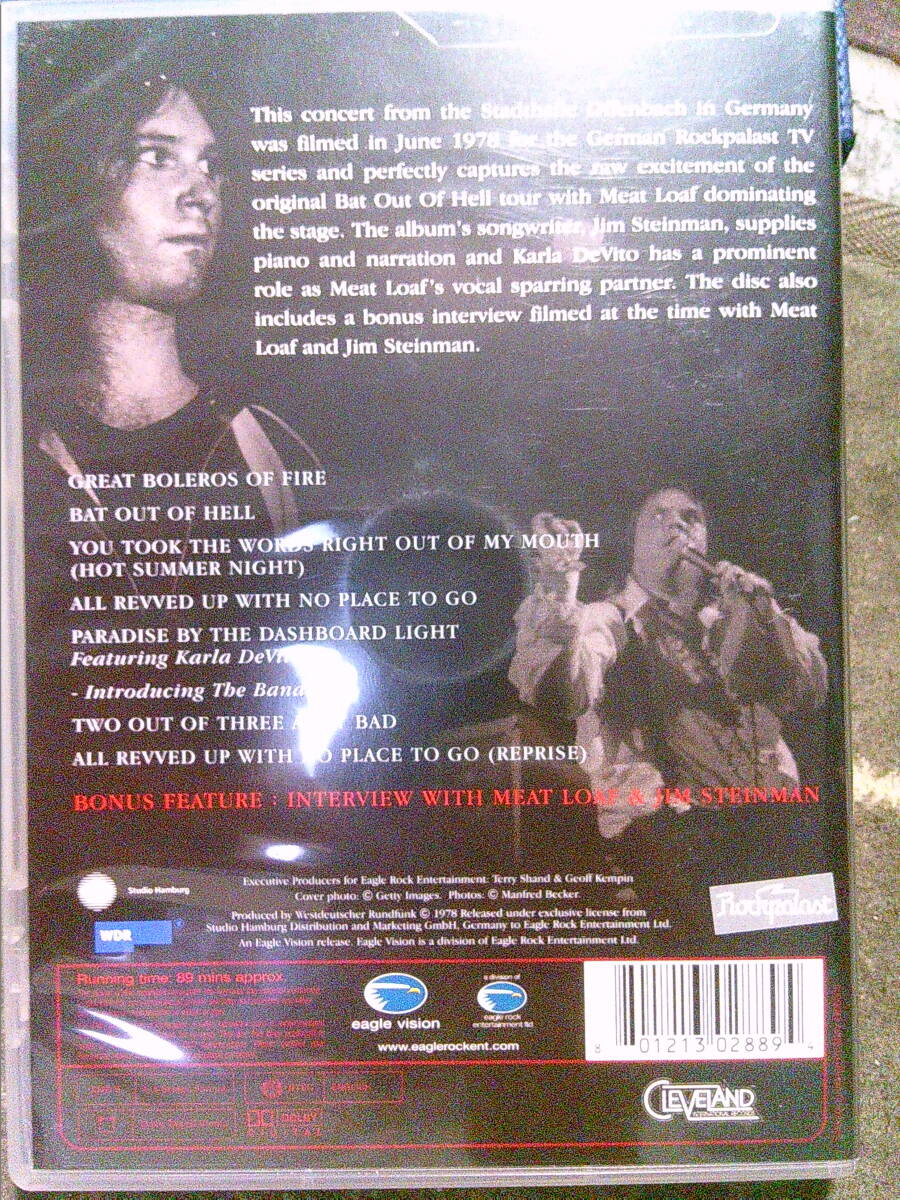 This concert from the Stadthalle Offenbach in Germany
was filmed in June 1978 for the German Rockpalast TV
series and perfectly captures the raw excitement of the
original Bat Out Of Hell tour with Meat Loaf dominating
the stage. The album's songwriter, Jim Steinman, supplies
piano and narration and Karla DeVito has a prominent
role as Meat Loaf's vocal sparring partner. The disc also
includes a bonus interview filmed at the time with Meat
Loaf and Jim Steinman.
GREAT BOLEROS OF FIRE
BAT OUT OF HELL
YOU TOOK THE WORDS RIGHT OUT OF MY MOUTH
(HOT SUMMER NIGHT)
ALL REVVED UP WITH NO PLACE TO GO
PARADISE BY THE DASHBOARD LIGHT
Featuring Karla DeVito
- Introducing The Band
TWO OUT OF THREE BAD
ALL REVVED UP WITH NO PLACE TO GO (REPRISE)
BONUS FEATURE : INTERVIEW WITH MEAT LOAF & JIM STEINMAN
Studio Hamburg
WDR
Executive Producers for Eagle Rock Entertainment: Terry Shand & Geoff Kempin
Cover photo: © Getty Images. Photos: © Manfred Becker
Produced by Westdeutscher Rundfunk © 1978 Released under exclusive license from
Studio Hamburg Distribution and Marketing GmbH, Germany to Eagle Rock Entertainment Ltd.
An Eagle Vision release. Eagle Vision is a division of Eagle Rock Entertainment Ltd.
Rockpalast
Running time: 89 mins approx
eagle vision
a division of
eagle rock
entertainment ltd
www.eaglerockent.com
8 01213 02889 4
CLEVELAND
INTERNATIONAL RECORDS
DOLBY